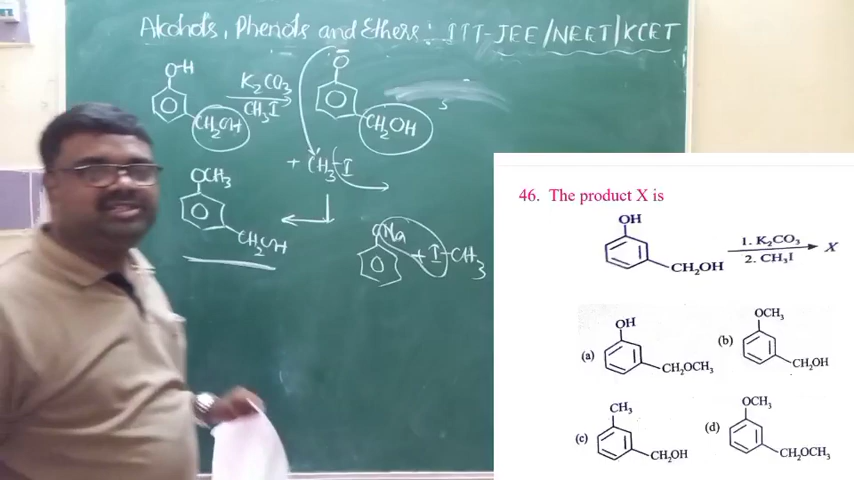 Alcohols, Phenols and Ethers: IIT-JEE/NEET/KCET
O-H
K₂CO₃
CH₃I
CH₂OH
O
CH₂OH
3
+ CH₃-I
OCH₃
CH₂OH
ONa
+ I-CH₃
46. The product X is
OH
CH₂OH
1. K₂CO₃
2. CH₃I
X
(a)
OH
CH₂OCH₃
(b)
OCH₃
CH₂OH
(c)
CH₃
CH₂OH
(d)
OCH₃
CH₂OCH₃